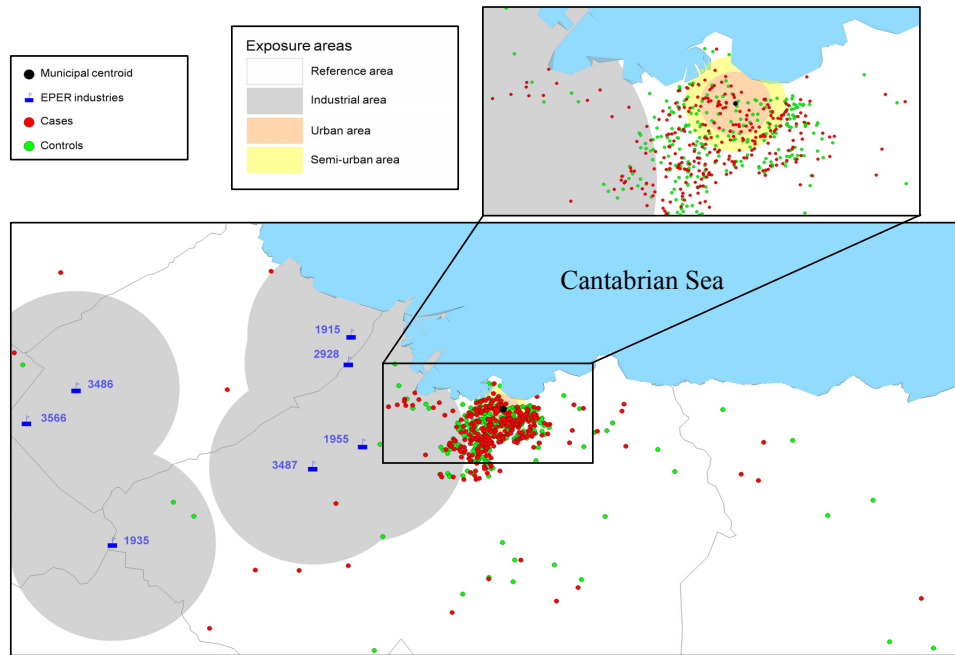 Municipal centroid
EPER industries
Cases
Controls
Exposure areas
Reference area
Industrial area
Urban area
Semi-urban area
Cantabrian Sea
1915
2928
3486
3566
1955
3487
1935